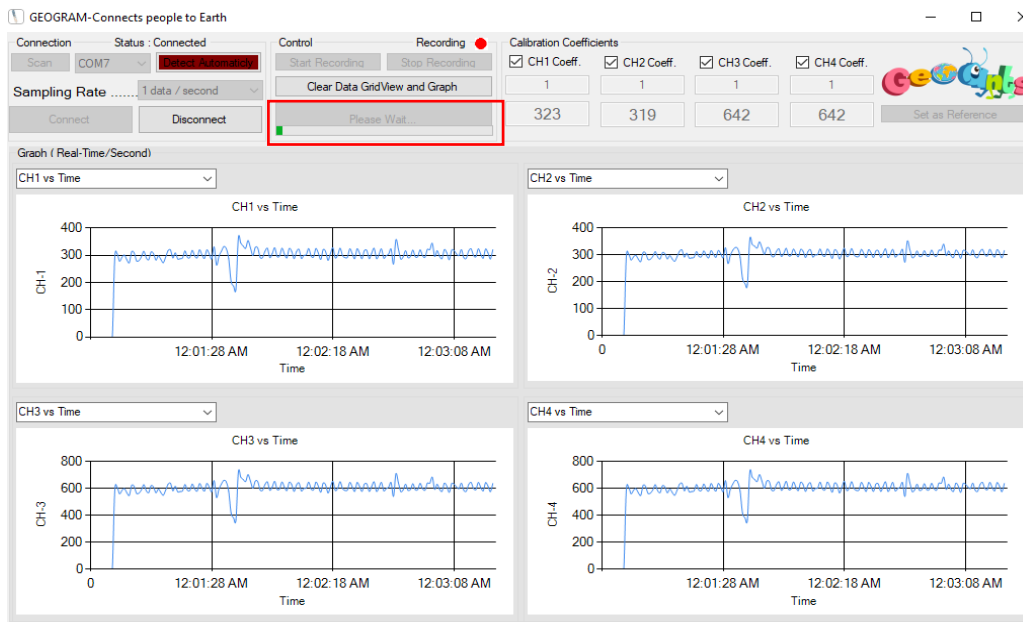 GEOGRAM-Connects people to Earth
Connection Status : Connected
Scan COM7 Detect Automaticly
Sampling Rate ....... 1 data / second
Connect Disconnect
Control Recording
Start Recording Stop Recording
Clear Data GridView and Graph
Please Wait...
Calibration Coefficients
CH1 Coeff. CH2 Coeff. CH3 Coeff. CH4 Coeff.
1 1 1 1
323 319 642 642
GeoGants
Set as Reference
Graph ( Real-Time/Second)
CH1 vs Time
CH1 vs Time
CH-1
400
300
200
100
0
12:01:28 AM 12:02:18 AM 12:03:08 AM
Time
CH2 vs Time
CH2 vs Time
CH-2
400
300
200
100
0
0 12:01:28 AM 12:02:18 AM 12:03:08 AM
Time
CH3 vs Time
CH3 vs Time
CH-3
800
600
400
200
0
0 12:01:28 AM 12:02:18 AM 12:03:08 AM
Time
CH4 vs Time
CH4 vs Time
CH-4
800
600
400
200
0
12:01:28 AM 12:02:18 AM 12:03:08 AM
Time